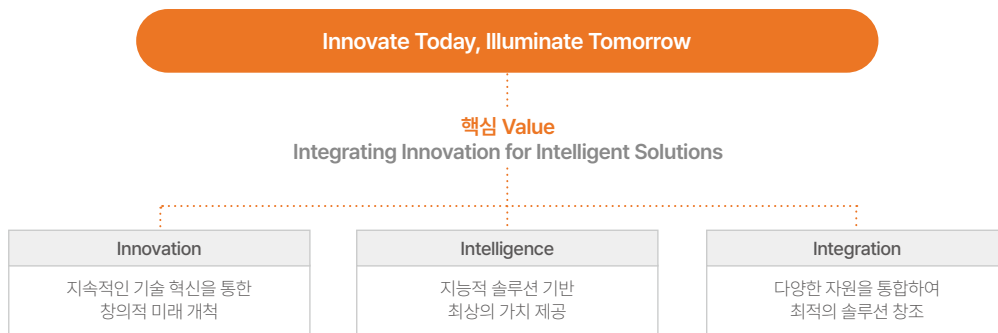 Innovate Today, Illuminate Tomorrow
핵심 Value
Integrating Innovation for Intelligent Solutions
Innovation
지속적인 기술 혁신을 통한
창의적 미래 개척
Intelligence
지능적 솔루션 기반
최상의 가치 제공
Integration
다양한 자원을 통합하여
최적의 솔루션 창조